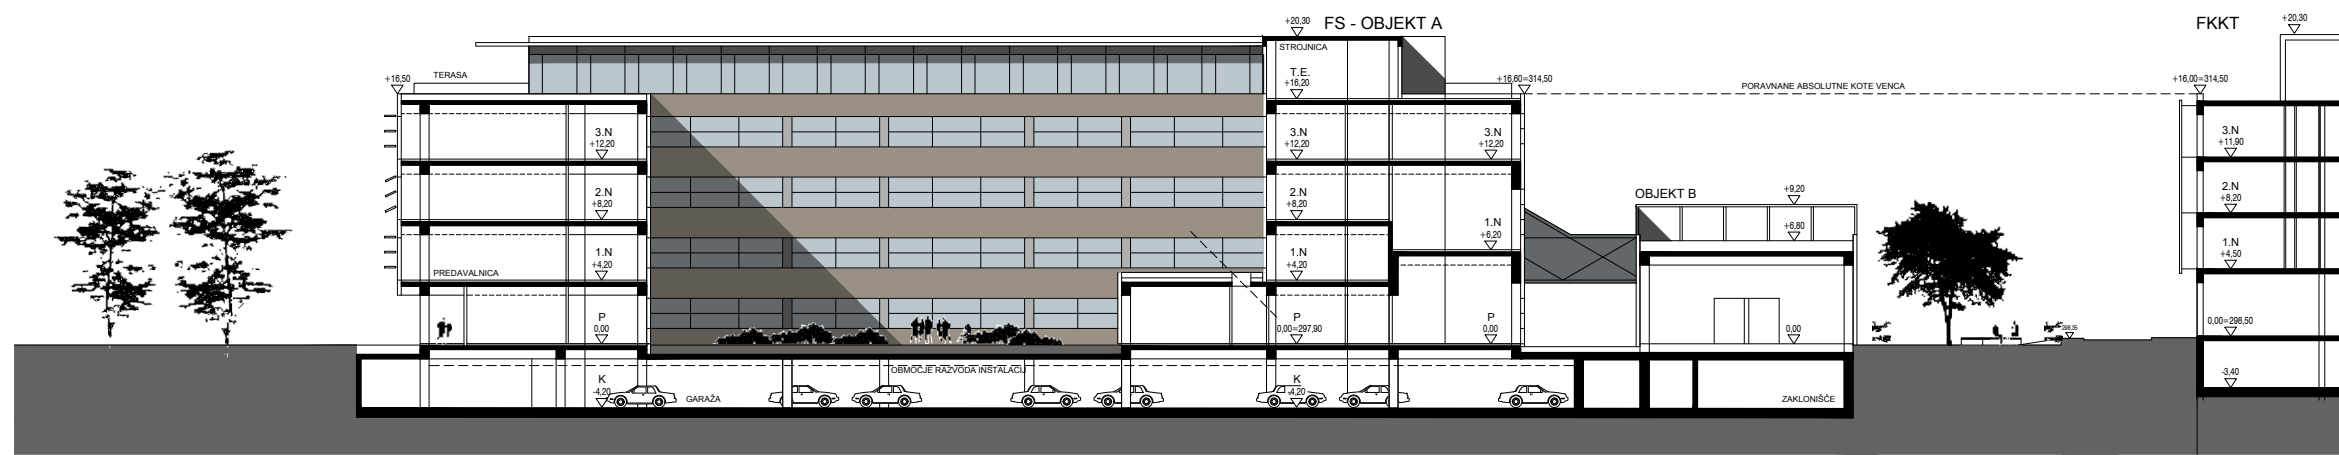 +20,30
FS - OBJEKT A
FKKT
+20,30
STROJNICA
TERASA
T.E.
+16,20
+16,50
+16,60=314,50
PORAVNANE ABSOLUTNE KOTE VENCA
+16,00=314,50
3.N
+12,20
3.N
+12,20
3.N
+12,20
3.N
+11,90
2.N
+8,20
2.N
+8,20
OBJEKT B
+9,20
2.N
+8,20
1.N
+6,20
+6,80
1.N
+4,20
1.N
+4,20
1.N
+4,50
PREDAVALNICA
P
0,00
P
0,00=297,90
P
0,00
0,00
298,35
0,00=298,50
OBMOČJE RAZVODA INSTALACIJ
K
-4,20
GARAŽA
K
-4,20
ZAKLONIŠČE
-3,40